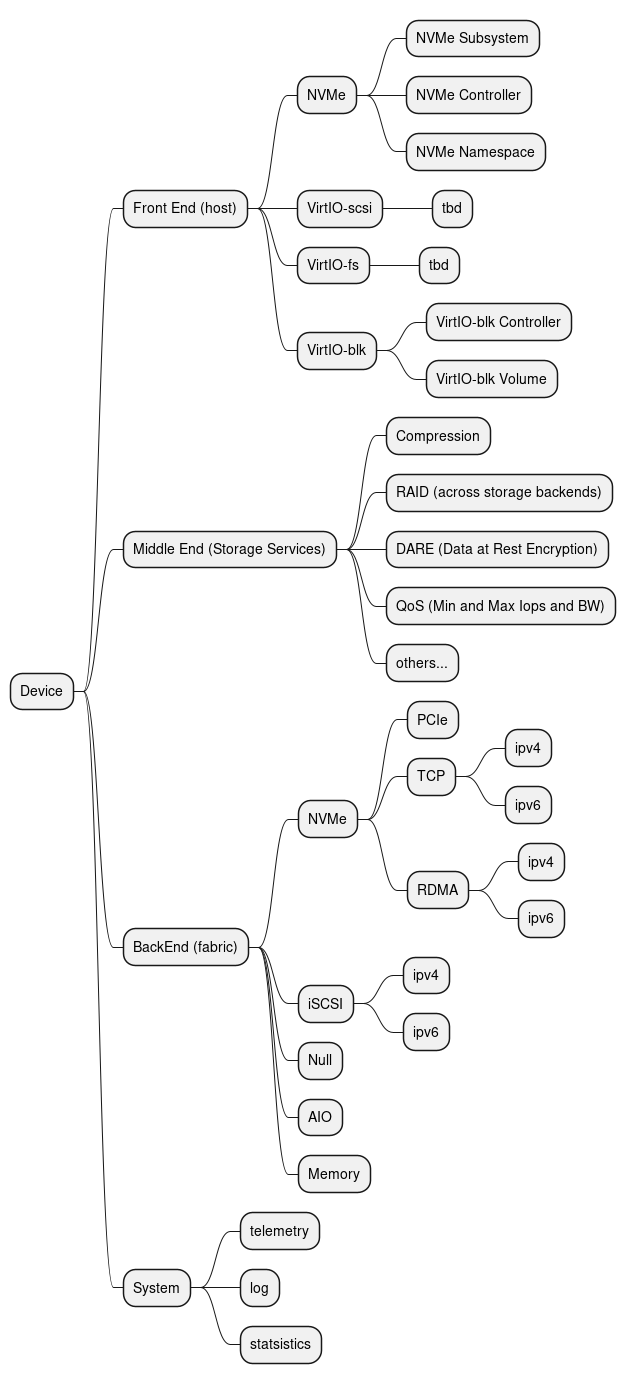 Device
Front End (host)
NVMe
NVMe Subsystem
NVMe Controller
NVMe Namespace
VirtIO-scsi
tbd
VirtIO-fs
tbd
VirtIO-blk
VirtIO-blk Controller
VirtIO-blk Volume
Middle End (Storage Services)
Compression
RAID (across storage backends)
DARE (Data at Rest Encryption)
QoS (Min and Max Iops and BW)
others...
BackEnd (fabric)
NVMe
PCIe
TCP
ipv4
ipv6
RDMA
ipv4
ipv6
iSCSI
ipv4
ipv6
Null
AIO
Memory
System
telemetry
log
statsistics